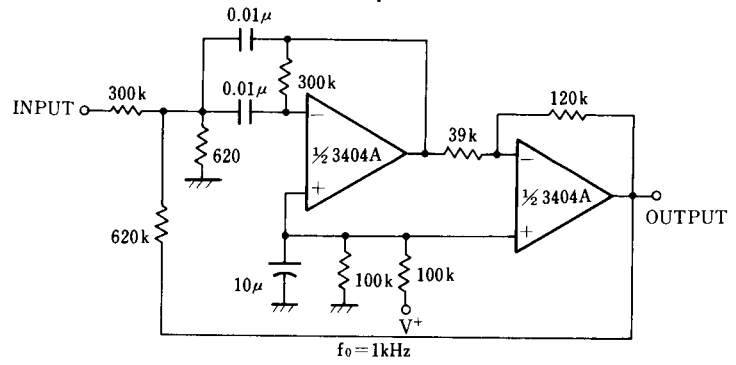 0.01μ
0.01μ
300k
120k
INPUT
300k
39k
−
½ 3404A
+
620
−
½ 3404A
+
OUTPUT
620k
10μ
100k
100k
V⁺
f₀=1kHz